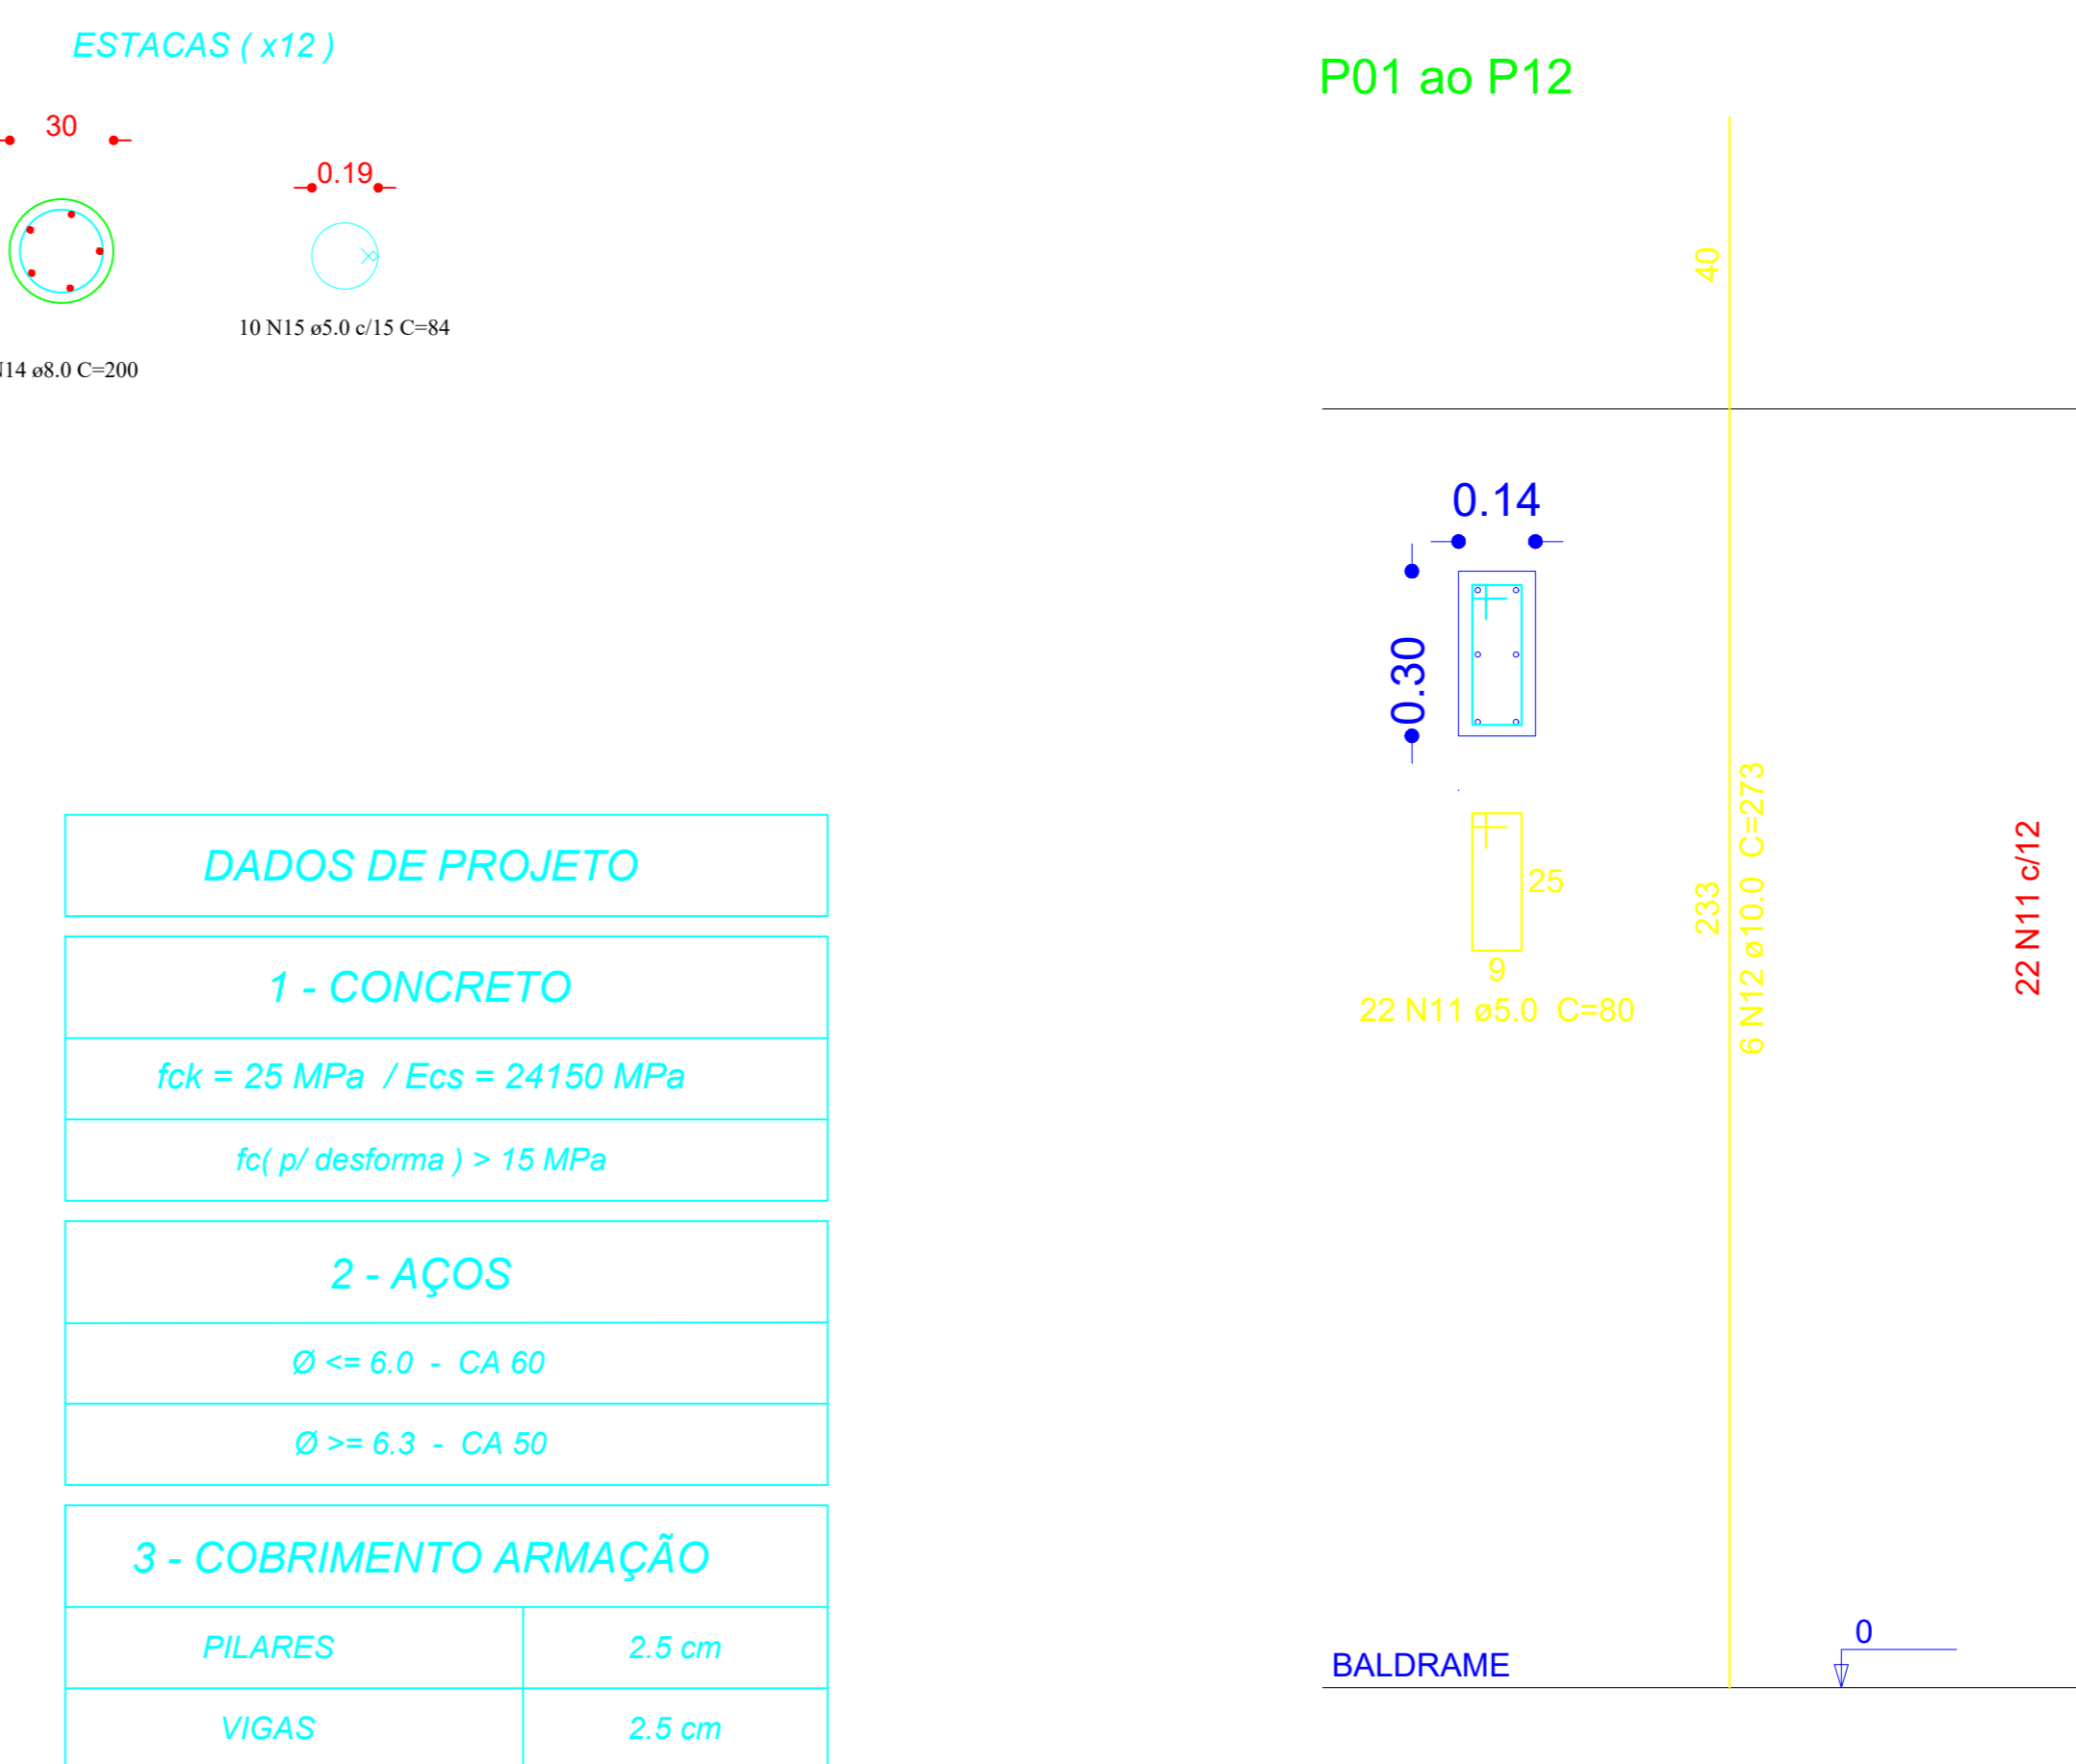 ESTACAS ( x12 )
30
0.19
10 N15 ø5.0 c/15 C=84
ø8.0 C=200
DADOS DE PROJETO
1 - CONCRETO
fck = 25 MPa / Ecs = 24150 MPa
fc( p/ desforma ) > 15 MPa
2 - AÇOS
Ø <= 6.0 - CA 60
Ø >= 6.3 - CA 50
3 - COBRIMENTO ARMAÇÃO
PILARES 2.5 cm
VIGAS 2.5 cm
P01 ao P12
40
0.14
0.30
25
9
22 N11 ø5.0 C=80
233
6 N12 ø10.0 C=273
22 N11 c/12
BALDRAME
0